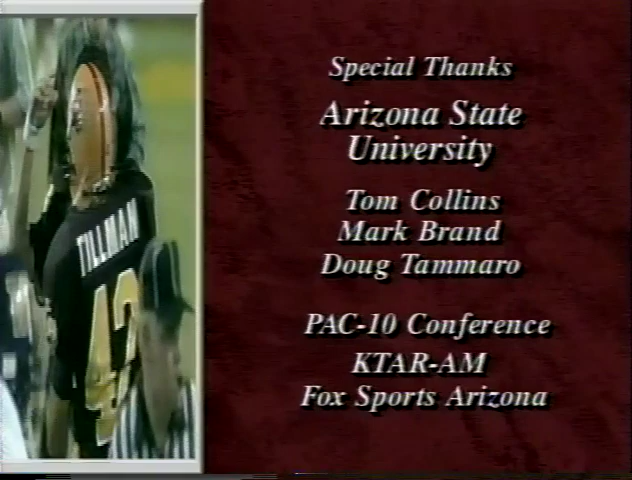 TILLMAN
42
Special Thanks
Arizona State
University
Tom Collins
Mark Brand
Doug Tammaro
PAC-10 Conference
KTAR-AM
Fox Sports Arizona